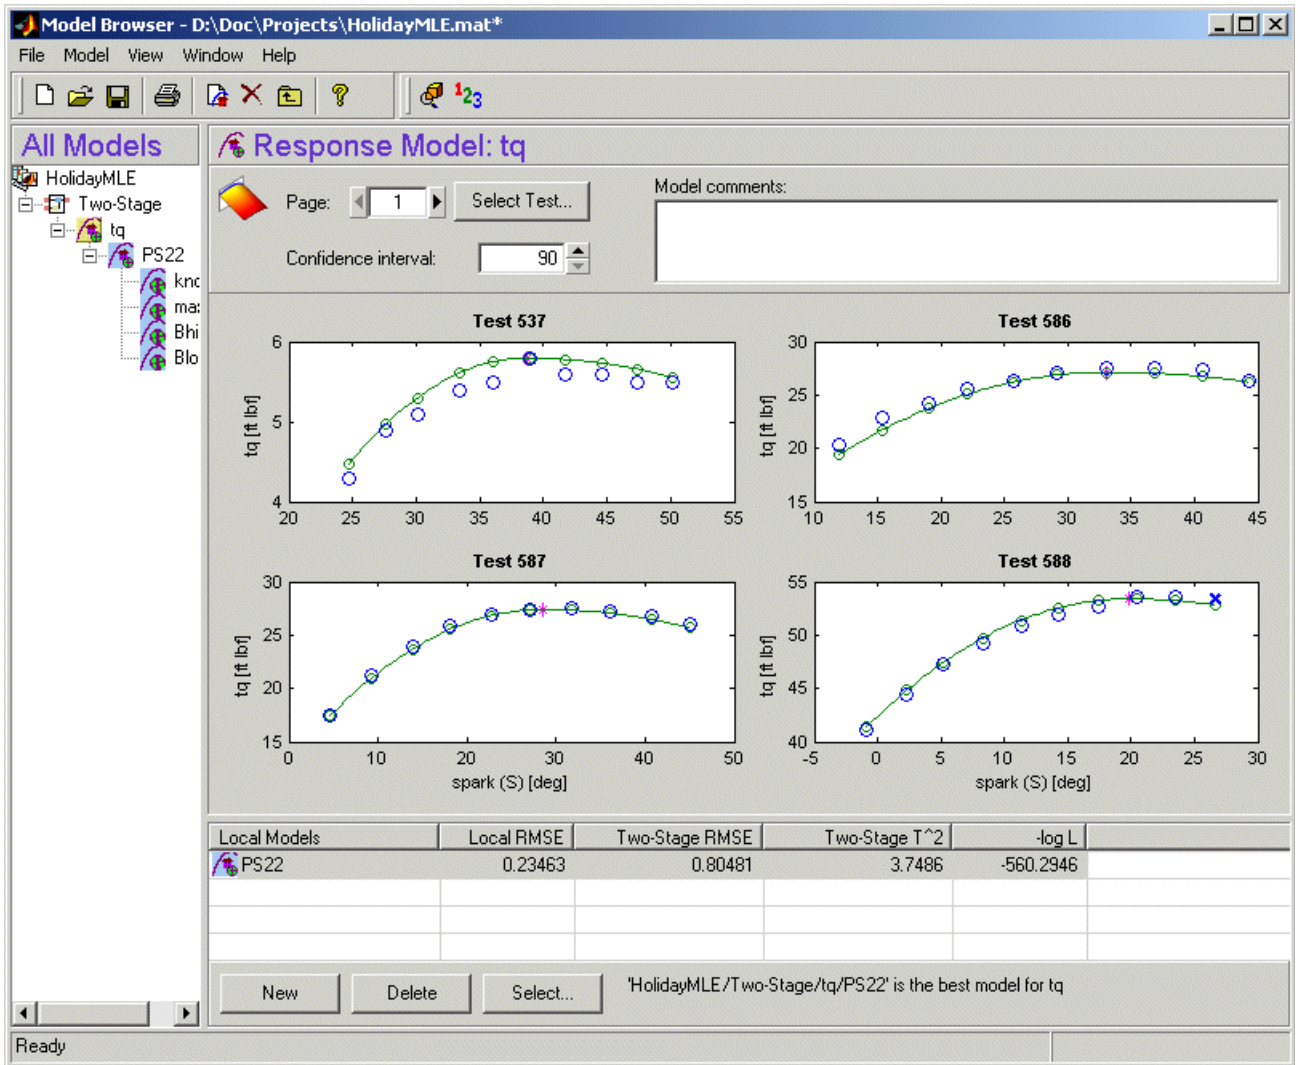 Model Browser - D:\Doc\Projects\HolidayMLE.mat*
File Model View Window Help
123
All Models
HolidayMLE
Two-Stage
tq
PS22
knc
ma
Bhi
Blo
Response Model: tq
Page: 1 Select Test...
Confidence interval: 90
Model comments:
Test 537
6
5
4
tq [ft lbf]
20 25 30 35 40 45 50 55
Test 586
30
25
20
15
tq [ft lbf]
10 15 20 25 30 35 40 45
Test 587
30
25
20
15
tq [ft lbf]
0 10 20 30 40 50
spark (S) [deg]
Test 588
55
50
45
40
tq [ft lbf]
-5 0 5 10 15 20 25 30
spark (S) [deg]
Local Models Local RMSE Two-Stage RMSE Two-Stage T^2 -log L
PS22 0.23463 0.80481 3.7486 -560.2946
New Delete Select... 'HolidayMLE/Two-Stage/tq/PS22' is the best model for tq
Ready